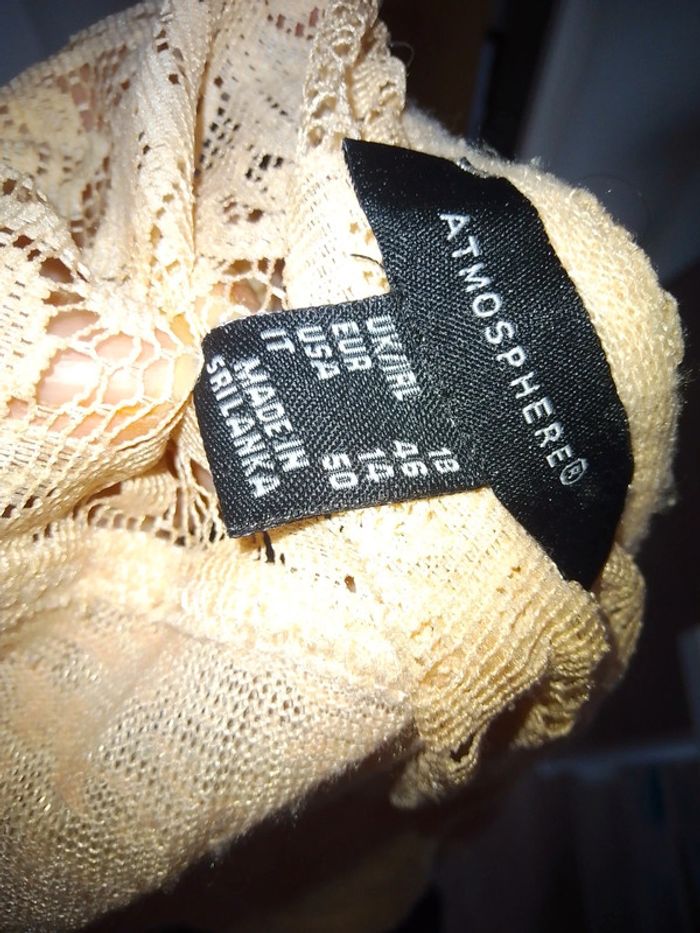 ATMOSPHERE®
UK/IRL 18
EUR 46
USA 14
IT 50
MADE IN
SRI LANKA